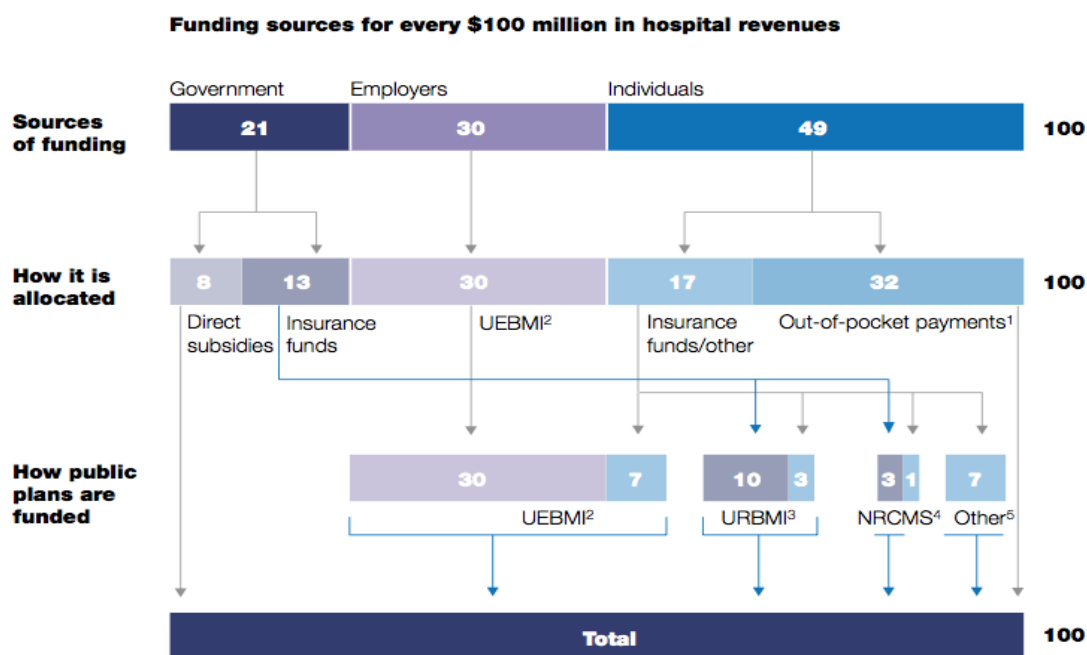 Funding sources for every $100 million in hospital revenues
Government Employers Individuals
Sources
of funding
21 30 49 100
How it is
allocated
8 13 30 17 32 100
Direct
subsidies
Insurance
funds
UEBMI²
Insurance
funds/other
Out-of-pocket payments¹
How public
plans are
funded
30 7 10 3 3 1 7
UEBMI² URBMI³ NRCMS⁴ Other⁵
Total 100